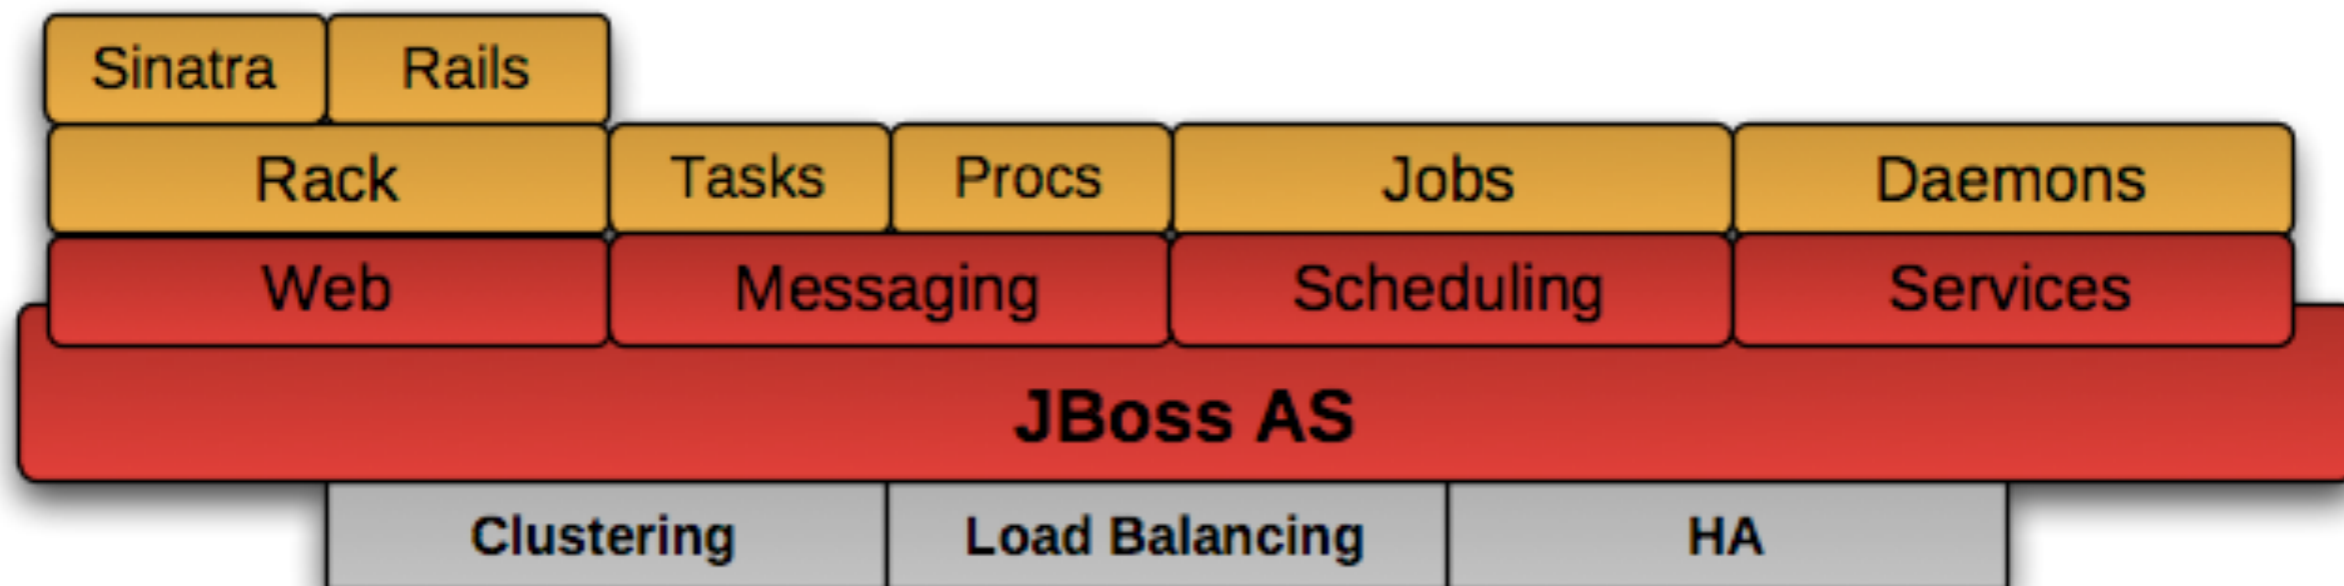 Sinatra Rails
Rack Tasks Procs Jobs Daemons
Web Messaging Scheduling Services
JBoss AS
Clustering Load Balancing HA